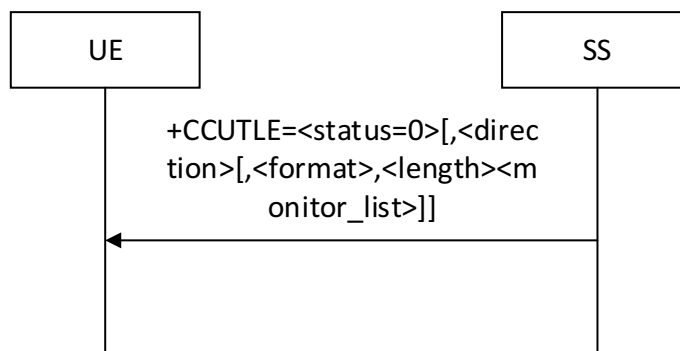 UE
SS
+CCUTLE=<status=0>[,<direc
tion>[,<format>,<length><m
onitor_list>]]